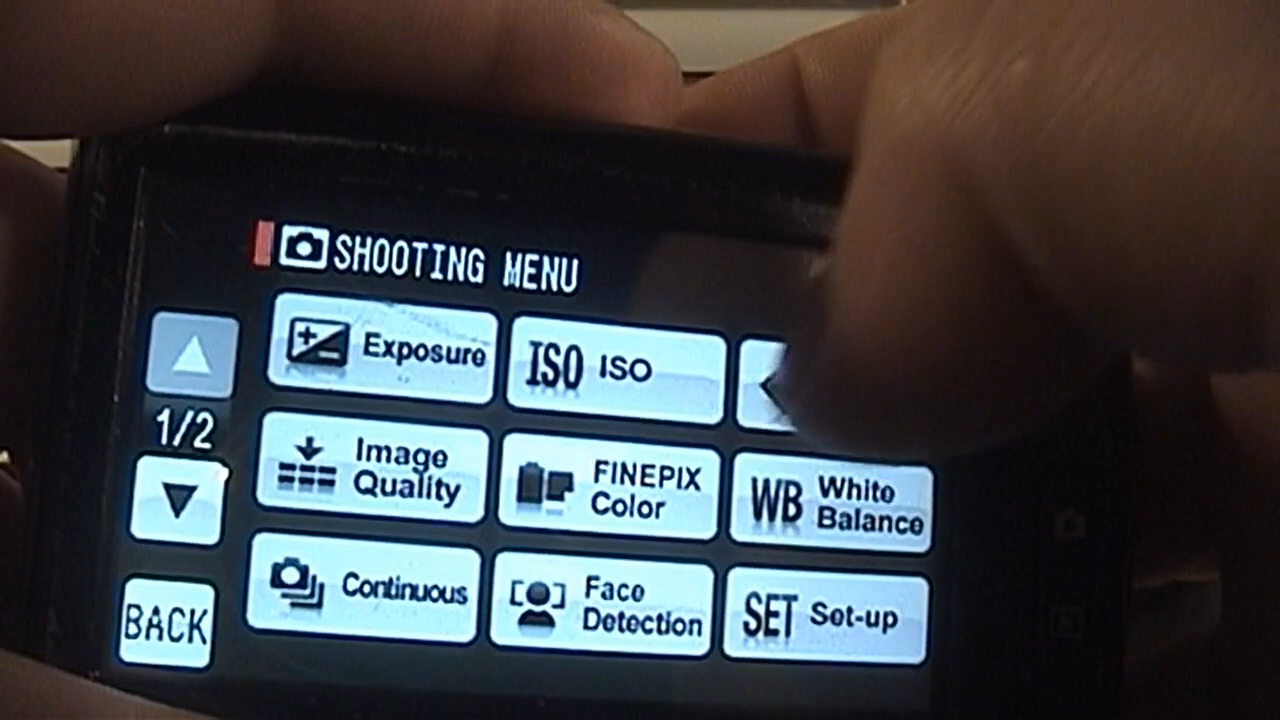 SHOOTING MENU
Exposure
ISO ISO
1/2
Image
Quality
FINEPIX
Color
WB White
Balance
Continuous
Face
Detection
SET Set-up
BACK